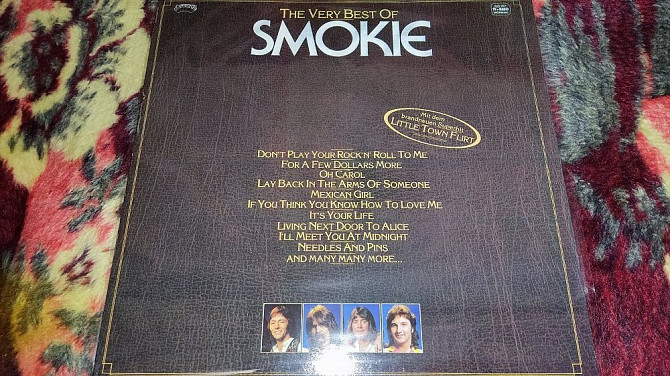 THE VERY BEST OF
SMOKIE
Mit dem
brandneuen Superhit
LITTLE TOWN FLIRT
DON'T PLAY YOUR ROCK'N ROLL TO ME
FOR A FEW DOLLARS MORE
OH CAROL
LAY BACK IN THE ARMS OF SOMEONE
MEXICAN GIRL
IF YOU THINK YOU KNOW HOW TO LOVE ME
IT'S YOUR LIFE
LIVING NEXT DOOR TO ALICE
I'LL MEET YOU AT MIDNIGHT
NEEDLES AND PINS
AND MANY MANY MORE...